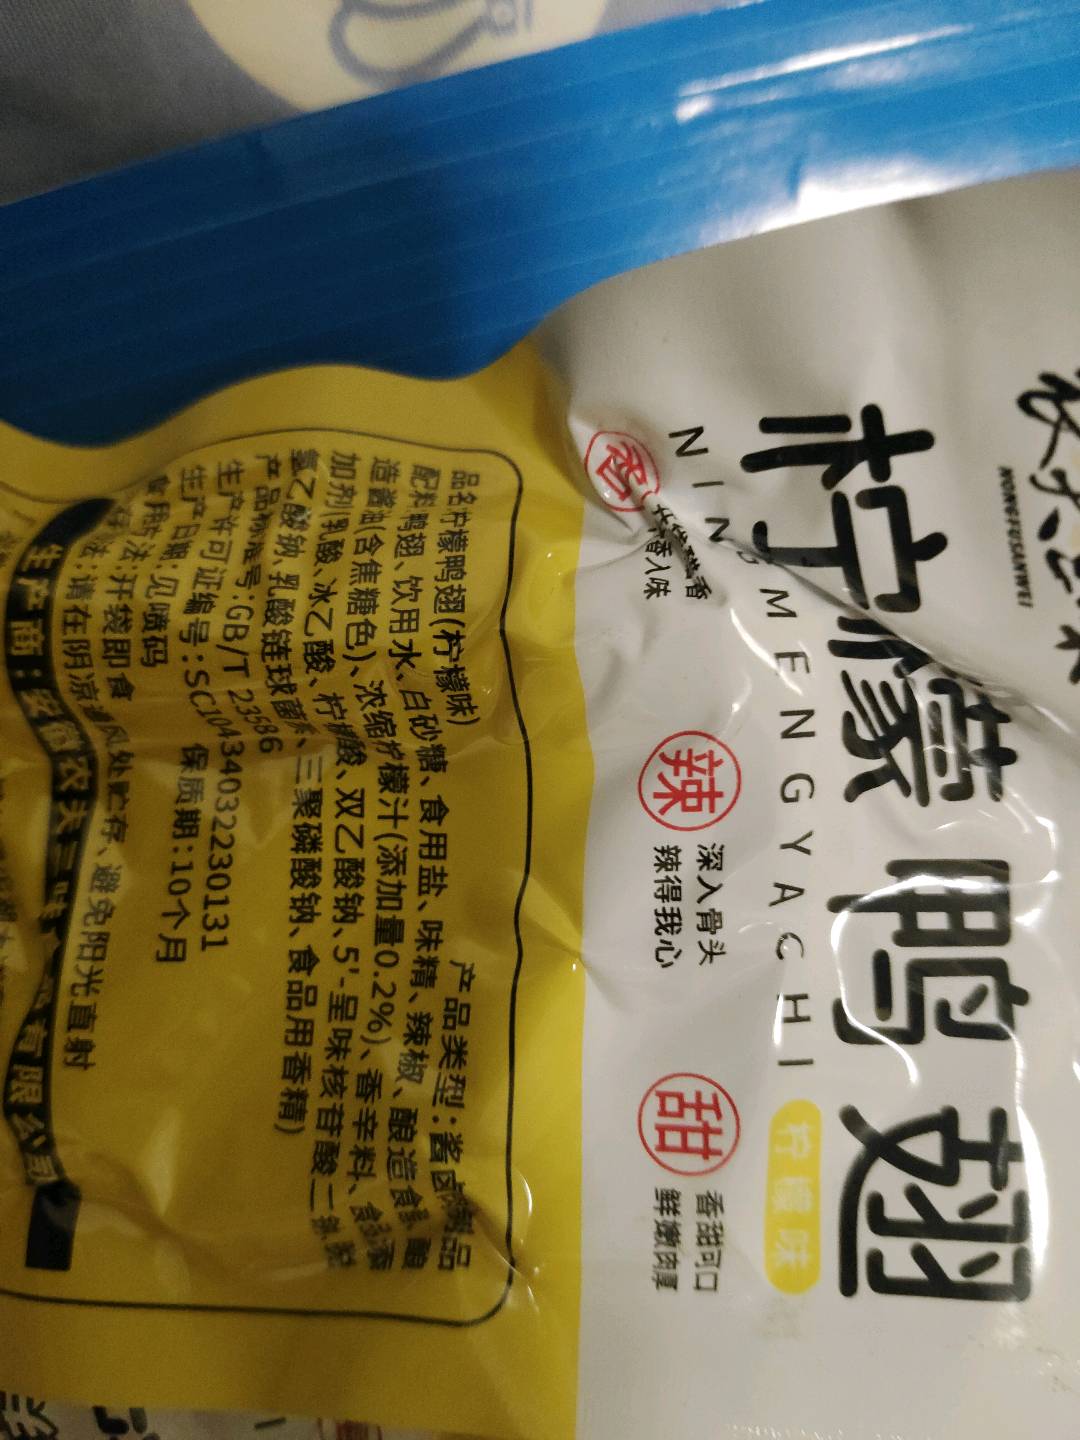 NONGFUSANWEI
柠檬鸭翅
NINGMENGYACHI
柠檬味
香
香入味
辣
深入骨头
辣得我心
甜
香甜可口
鲜嫩肉厚
品名:柠檬鸭翅(柠檬味) 产品类型:酱卤肉制品
配料:鸭翅、饮用水、白砂糖、食用盐、味精、辣椒、酿造食醋、酿
造酱油(含焦糖色)、浓缩柠檬汁(添加量0.2%)、香辛料、食品添
加剂(乳酸、冰乙酸、柠檬酸、双乙酸钠、5'-呈味核苷酸二钠、脱
氢乙酸钠、乳酸链球菌素、三聚磷酸钠、食品用香精)
产品标准号:GB/T 23586
生产许可证编号:SC10434032230131
生产日期:见喷码 保质期:10个月
食用方法:开袋即食
法:请在阴凉通风处贮存、避免阳光直射
生产商: 农夫三 有限公司